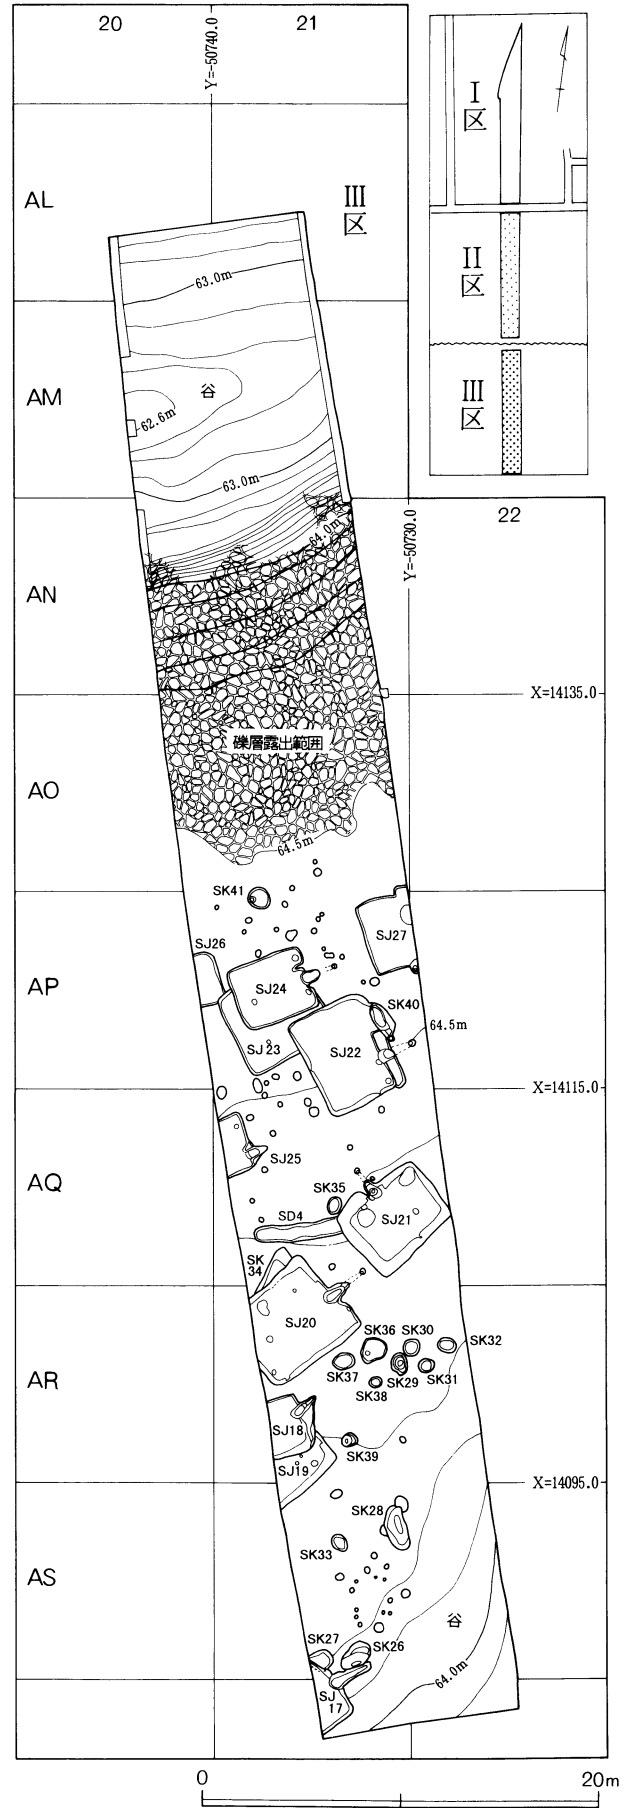 20
21
Y=-50740.0
I
区
AL
III
区
II
区
63.0m
III
区
AM
谷
62.6m
63.0m
22
64.0m
Y=-50730.0
AN
X=14135.0
礫層露出範囲
AO
64.5m
SK41
SJ26
SJ27
AP
SJ24
SK40
64.5m
SJ23
SJ22
X=14115.0
SJ25
AQ
SK35
SD4
SJ21
SK
34
SJ20
SK36
SK30
SK32
SK37
SK29
SK31
AR
SK38
SJ18
SK39
SJ19
X=14095.0
SK28
SK33
AS
谷
SK27
SK26
64.0m
SJ
17
0
20m